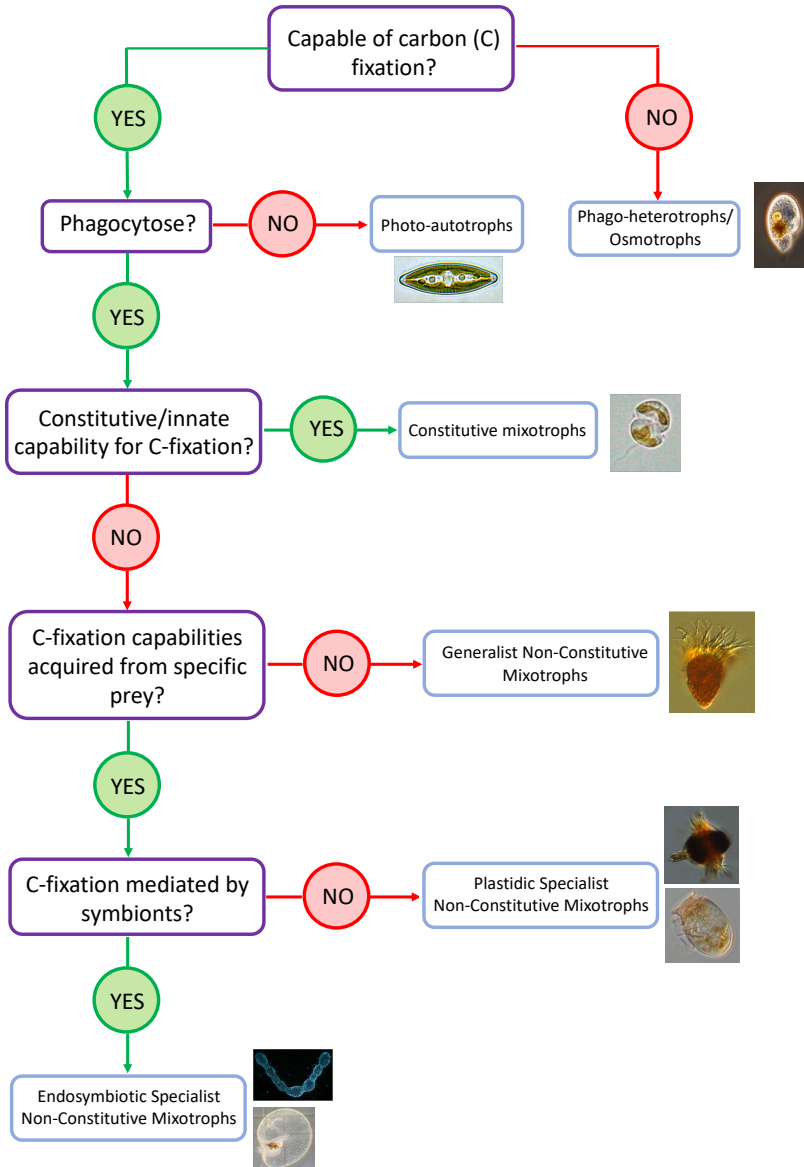 Capable of carbon (C)
fixation?
YES
NO
Phagocytose?
NO
Photo-autotrophs
Phago-heterotrophs/
Osmotrophs
YES
Constitutive/innate
capability for C-fixation?
YES
Constitutive mixotrophs
NO
C-fixation capabilities
acquired from specific
prey?
NO
Generalist Non-Constitutive
Mixotrophs
YES
C-fixation mediated by
symbionts?
NO
Plastidic Specialist
Non-Constitutive Mixotrophs
YES
Endosymbiotic Specialist
Non-Constitutive Mixotrophs